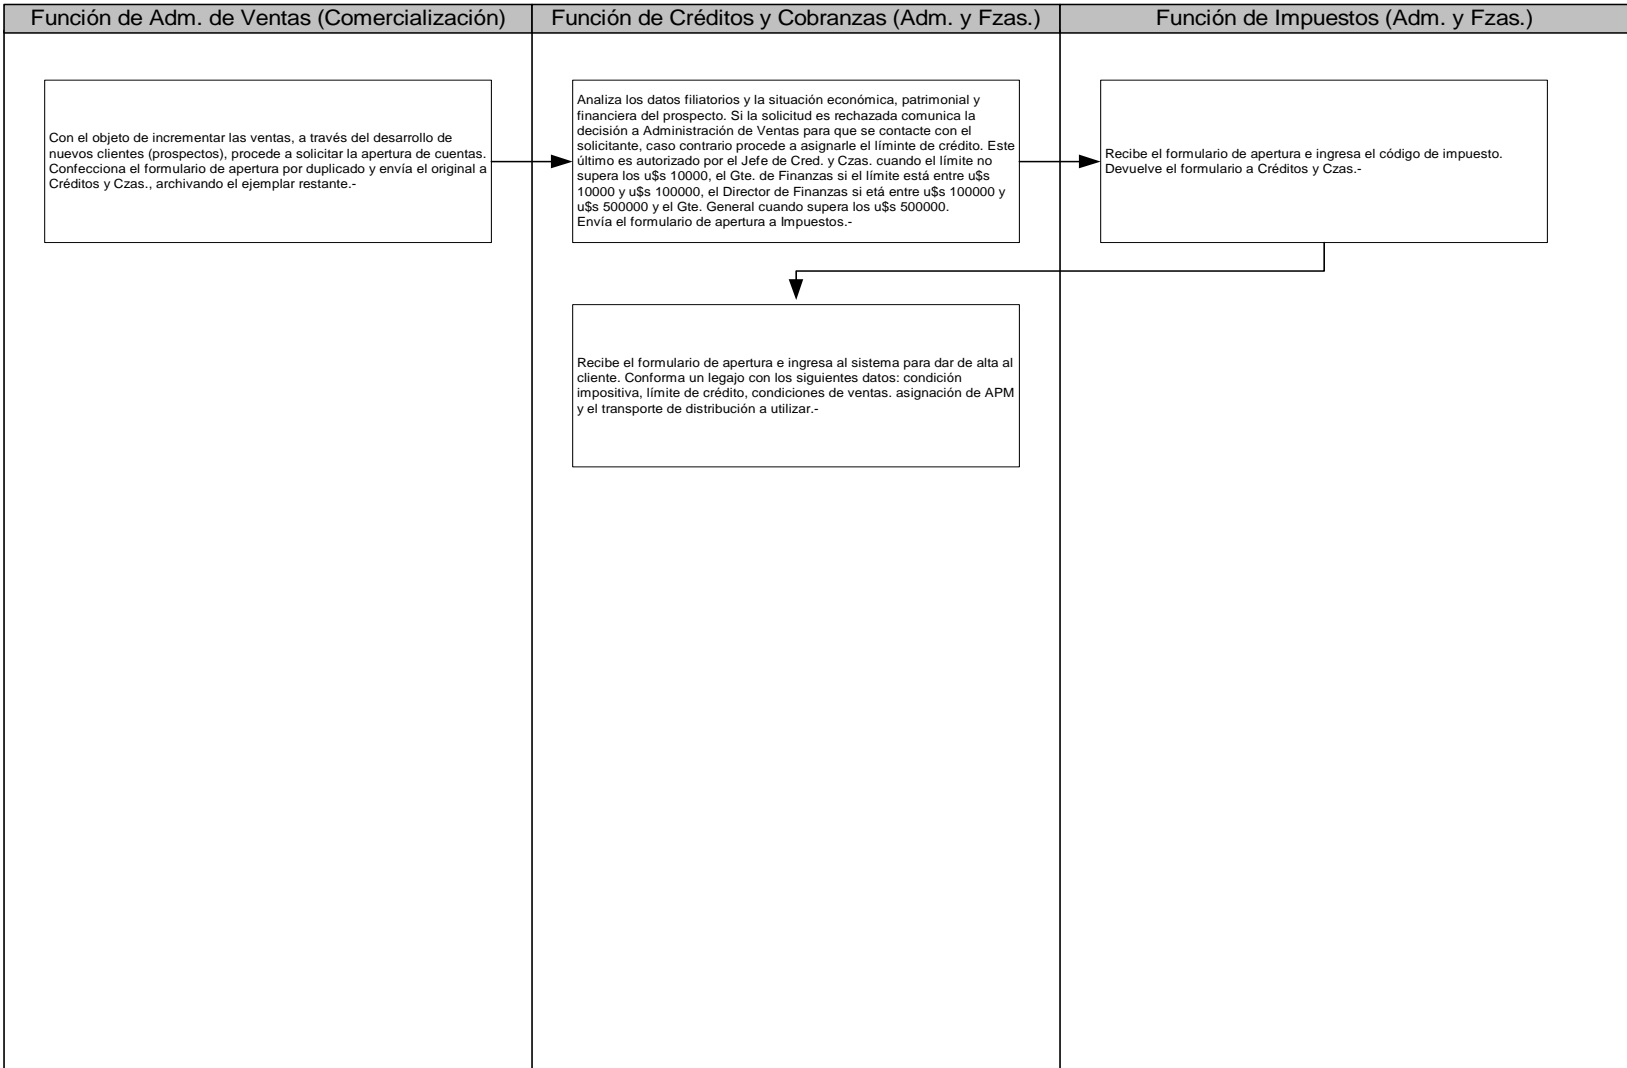 Función de Adm. de Ventas (Comercialización)
Función de Créditos y Cobranzas (Adm. y Fzas.)
Función de Impuestos (Adm. y Fzas.)
Con el objeto de incrementar las ventas, a través del desarrollo de
nuevos clientes (prospectos), procede a solicitar la apertura de cuentas.
Confecciona el formulario de apertura por duplicado y envía el original a
Créditos y Czas., archivando el ejemplar restante.-
Analiza los datos filiatorios y la situación económica, patrimonial y
financiera del prospecto. Si la solicitud es rechazada comunica la
decisión a Administración de Ventas para que se contacte con el
solicitante, caso contrario procede a asignarle el líminte de crédito. Este
último es autorizado por el Jefe de Cred. y Czas. cuando el límite no
supera los u$s 10000, el Gte. de Finanzas si el límite está entre u$s
10000 y u$s 100000, el Director de Finanzas si etá entre u$s 100000 y
u$s 500000 y el Gte. General cuando supera los u$s 500000.
Envía el formulario de apertura a Impuestos.-
Recibe el formulario de apertura e ingresa el código de impuesto.
Devuelve el formulario a Créditos y Czas.-
Recibe el formulario de apertura e ingresa al sistema para dar de alta al
cliente. Conforma un legajo con los siguientes datos: condición
impositiva, límite de crédito, condiciones de ventas. asignación de APM
y el transporte de distribución a utilizar.-